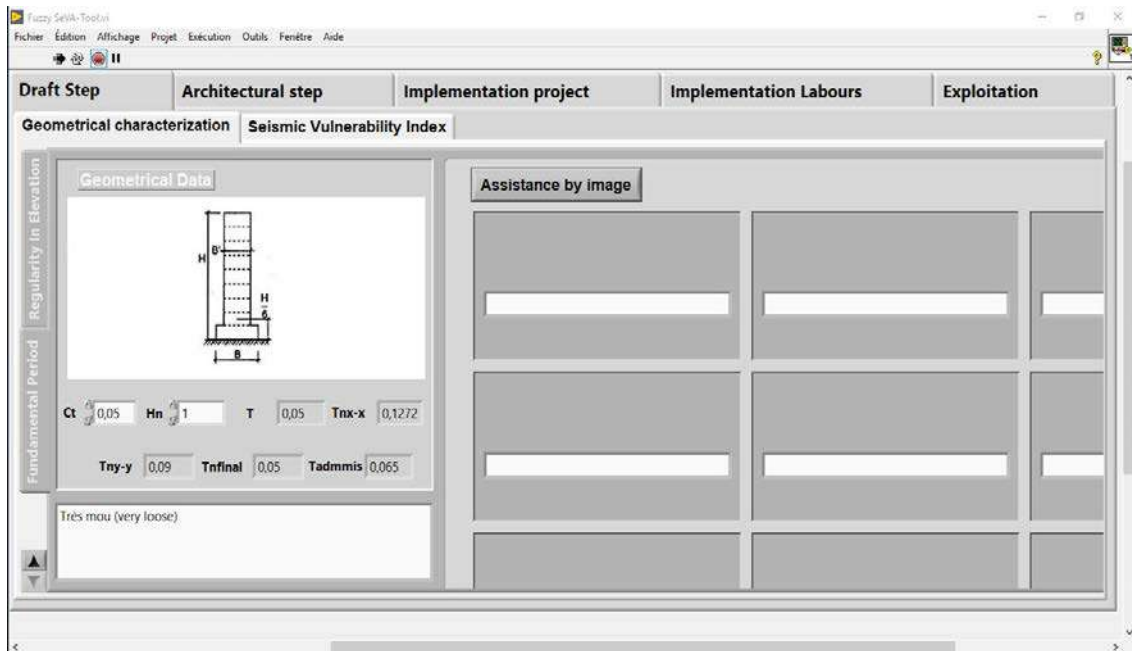 Fuzzy SeVA-Tool.vi
Fichier Édition Affichage Projet Exécution Outils Fenêtre Aide
Draft Step Architectural step Implementation project Implementation Labours Exploitation
Geometrical characterization Seismic Vulnerability Index
Regularity in Elevation
Fundamental Period
Geometrical Data
H
B'
H
B
Ct 0,05 Hn 1 T 0,05 Tnx-x 0,1272
Tny-y 0,09 Tnfinal 0,05 Tadmmis 0,065
Très mou (very loose)
Assistance by image